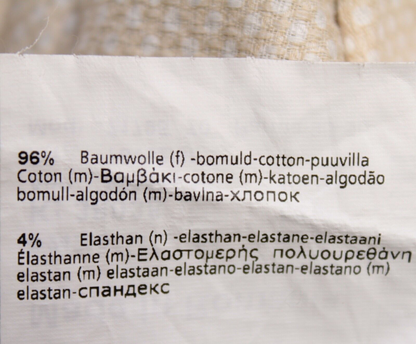 96% Baumwolle (f) -bomuld-cotton-puuvilla
Coton (m)-Βαμβάκι-cotone (m)-katoen-algodão
bomull-algodón (m)-bavlna-хлопок
4% Elasthan (n) -elasthan-elastane-elastaani
Élasthanne (m)-Ελαστομερής πολυουρεθάνη
elastan (m) elastaan-elastano-elastan-elastano (m)
elastan-спандекс